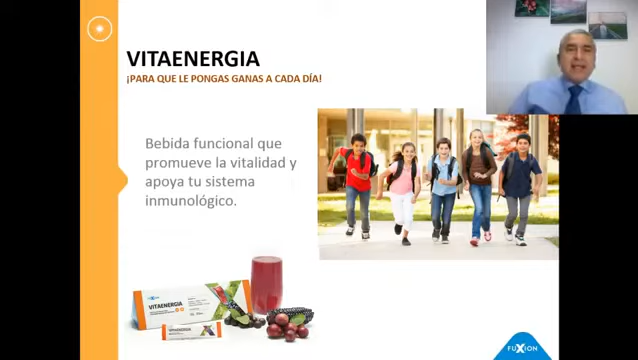 VITAENERGIA
¡PARA QUE LE PONGAS GANAS A CADA DÍA!
Bebida funcional que
promueve la vitalidad y
apoya tu sistema
inmunológico.
VITAENERGIA
VITAENERGIA
FUXION